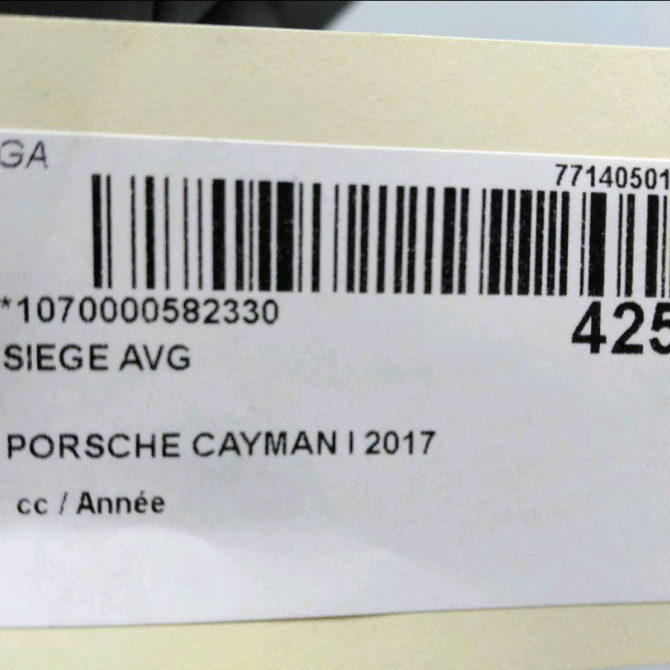 GA
77140501
*1070000582330
425
SIEGE AVG
PORSCHE CAYMAN I 2017
cc / Année